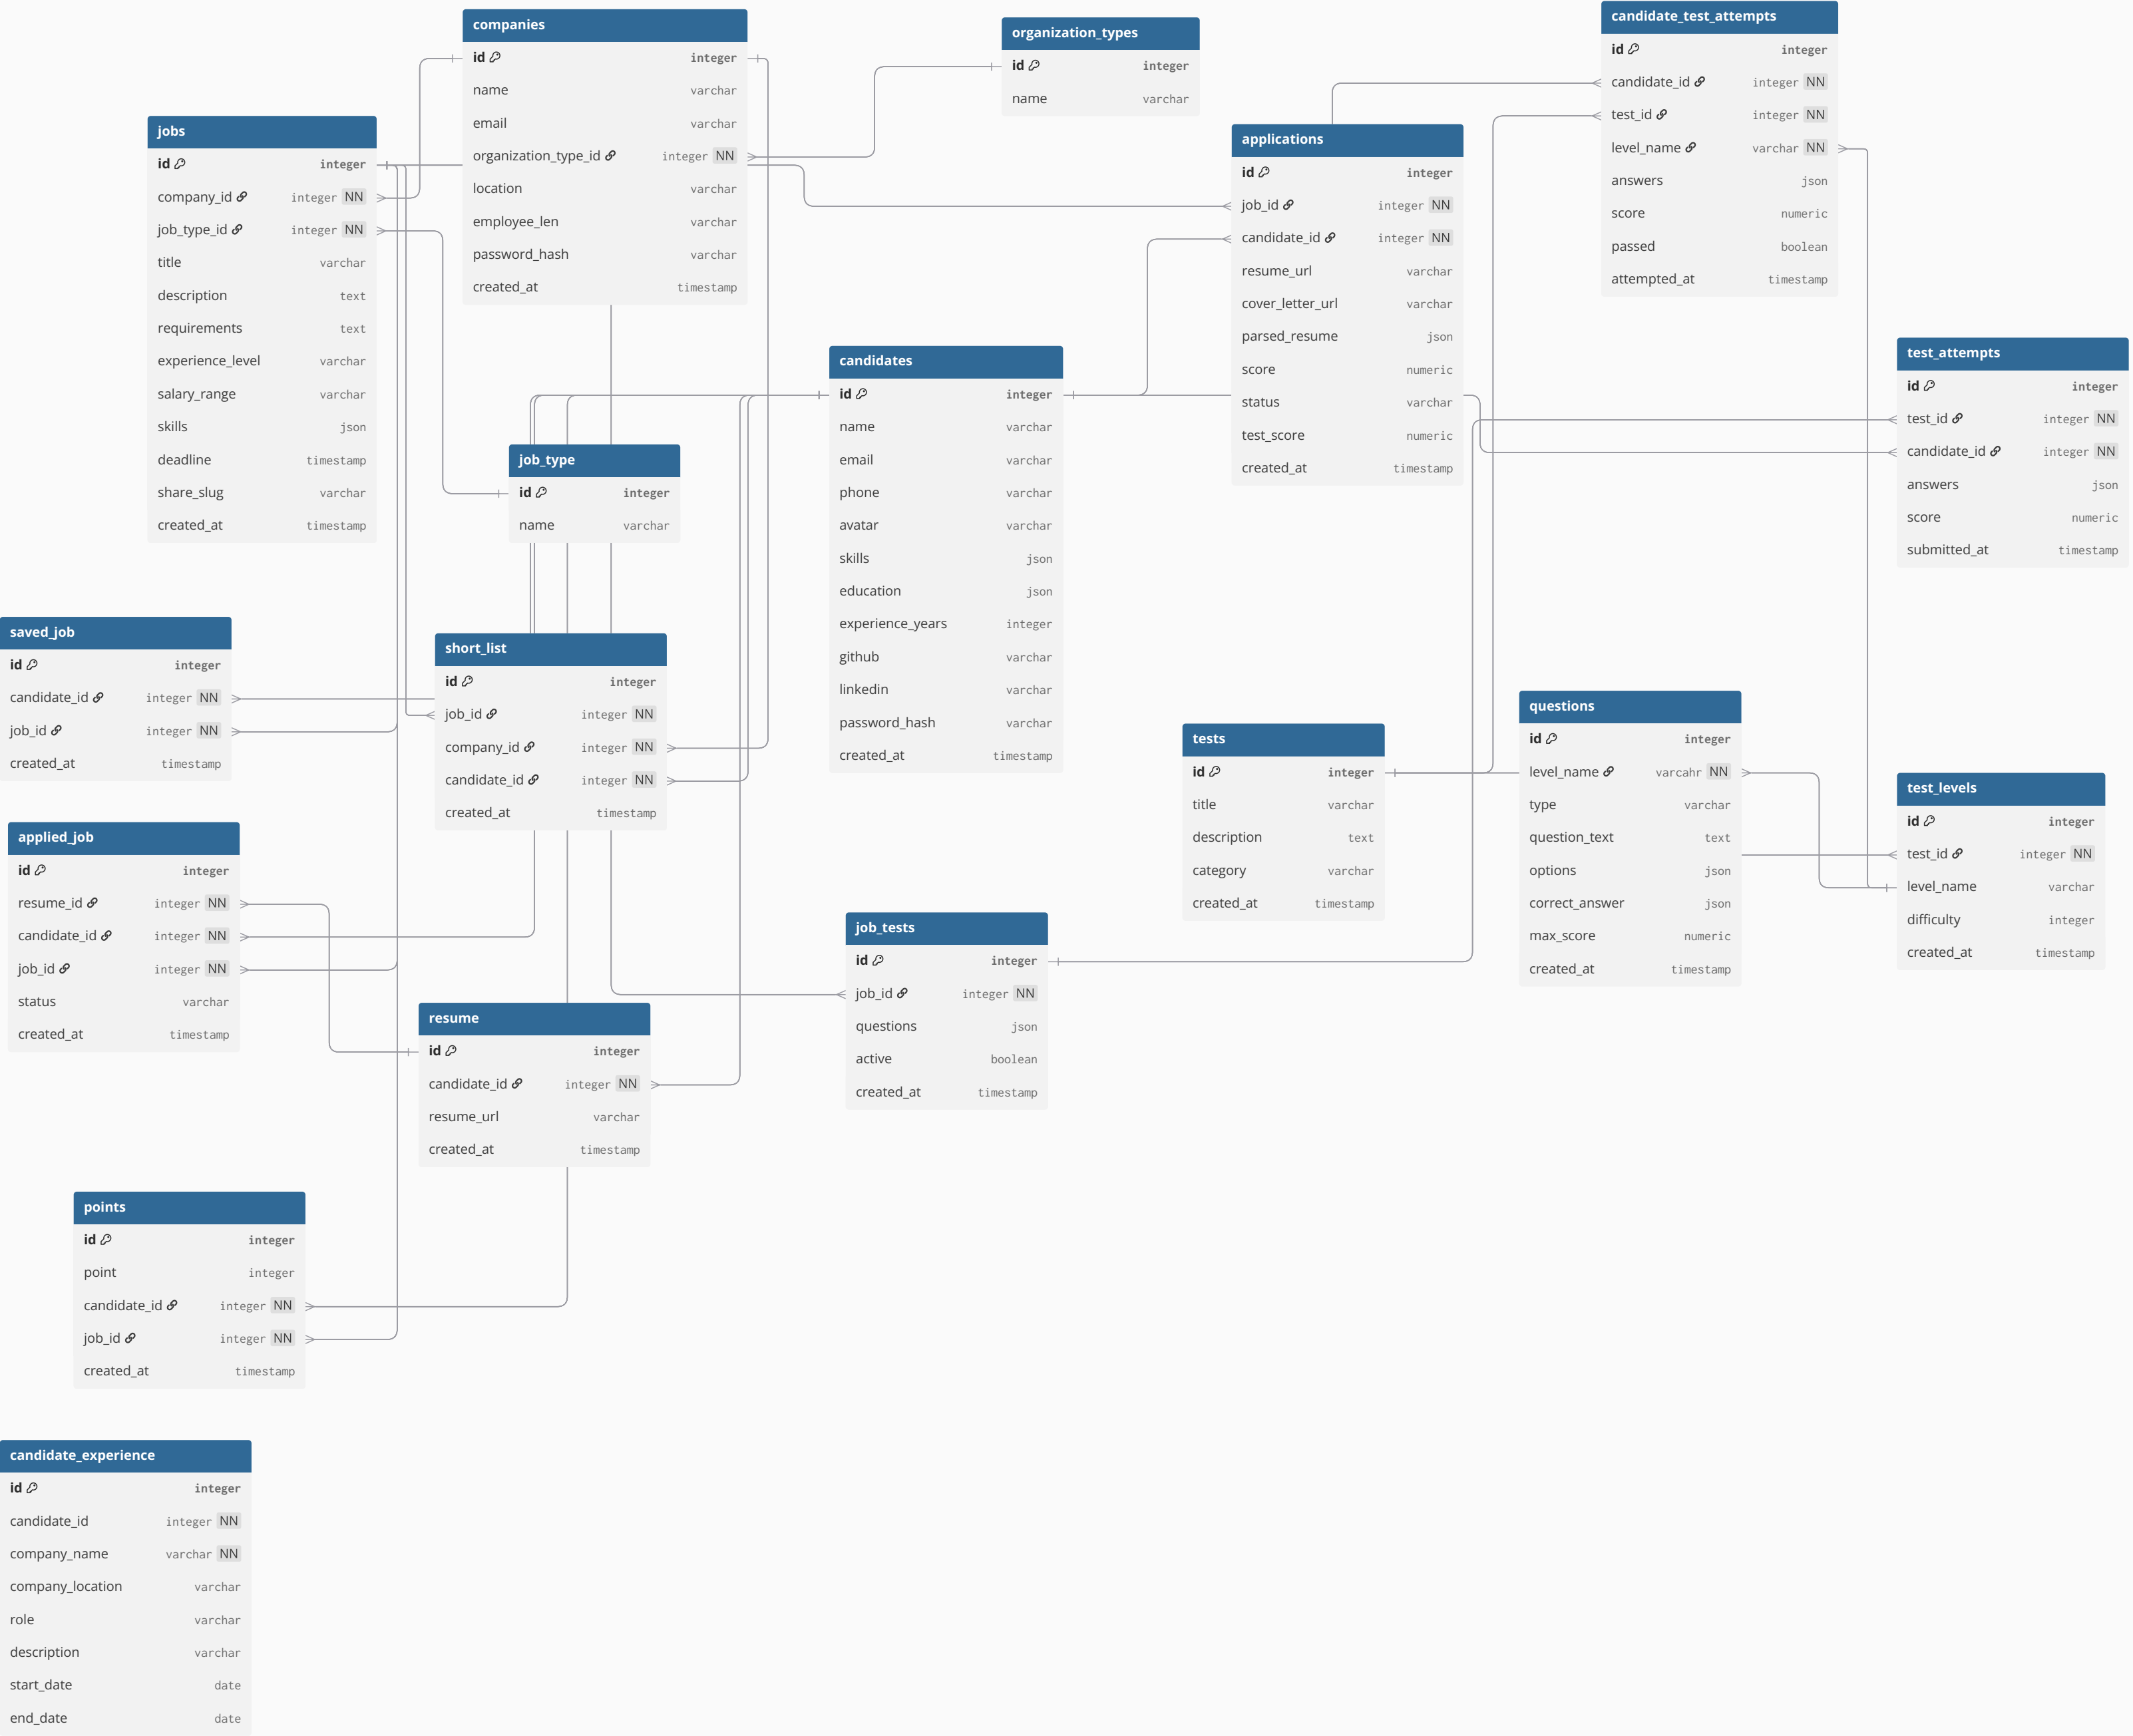 companies
id integer
name varchar
email varchar
organization_type_id integer NN
location varchar
employee_len varchar
password_hash varchar
created_at timestamp
organization_types
id integer
name varchar
candidate_test_attempts
id integer
candidate_id integer NN
test_id integer NN
level_name varchar NN
answers json
score numeric
passed boolean
attempted_at timestamp
jobs
id integer
company_id integer NN
job_type_id integer NN
title varchar
description text
requirements text
experience_level varchar
salary_range varchar
skills json
deadline timestamp
share_slug varchar
created_at timestamp
applications
id integer
job_id integer NN
candidate_id integer NN
resume_url varchar
cover_letter_url varchar
parsed_resume json
score numeric
status varchar
test_score numeric
created_at timestamp
candidates
id integer
name varchar
email varchar
phone varchar
avatar varchar
skills json
education json
experience_years integer
github varchar
linkedin varchar
password_hash varchar
created_at timestamp
test_attempts
id integer
test_id integer NN
candidate_id integer NN
answers json
score numeric
submitted_at timestamp
job_type
id integer
name varchar
saved_job
id integer
candidate_id integer NN
job_id integer NN
created_at timestamp
short_list
id integer
job_id integer NN
company_id integer NN
candidate_id integer NN
created_at timestamp
tests
id integer
title varchar
description text
category varchar
created_at timestamp
questions
id integer
level_name varcahr NN
type varchar
question_text text
options json
correct_answer json
max_score numeric
created_at timestamp
test_levels
id integer
test_id integer NN
level_name varchar
difficulty integer
created_at timestamp
applied_job
id integer
resume_id integer NN
candidate_id integer NN
job_id integer NN
status varchar
created_at timestamp
job_tests
id integer
job_id integer NN
questions json
active boolean
created_at timestamp
resume
id integer
candidate_id integer NN
resume_url varchar
created_at timestamp
points
id integer
point integer
candidate_id integer NN
job_id integer NN
created_at timestamp
candidate_experience
id integer
candidate_id integer NN
company_name varchar NN
company_location varchar
role varchar
description varchar
start_date date
end_date date